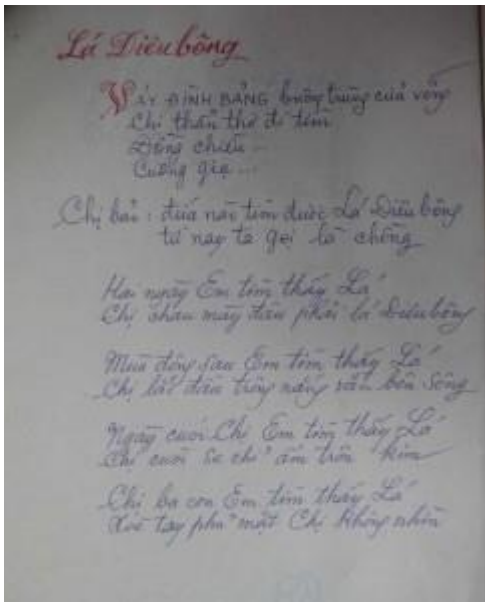 Lá Diêu bông
VÁY ĐÌNH BẢNG buông trùng cửa võng
Chị thẩn thơ đi tìm
Đồng chiều...
Cuống rạ...
Chị bảo: đứa nào tìm được Lá Diêu bông
từ nay ta gọi là chồng
Hai ngày Em tìm thấy Lá
Chị chau mày đâu phải Lá Diêu bông
Mùa đông sau Em tìm thấy Lá
Chị lắc đầu trông nắng vãn bên sông
Ngày cưới Chị Em tìm thấy Lá
Chị cười xe chỉ ấm trôn kim
Chị ba con Em tìm thấy Lá
Xòe tay phủ mặt Chị không nhìn